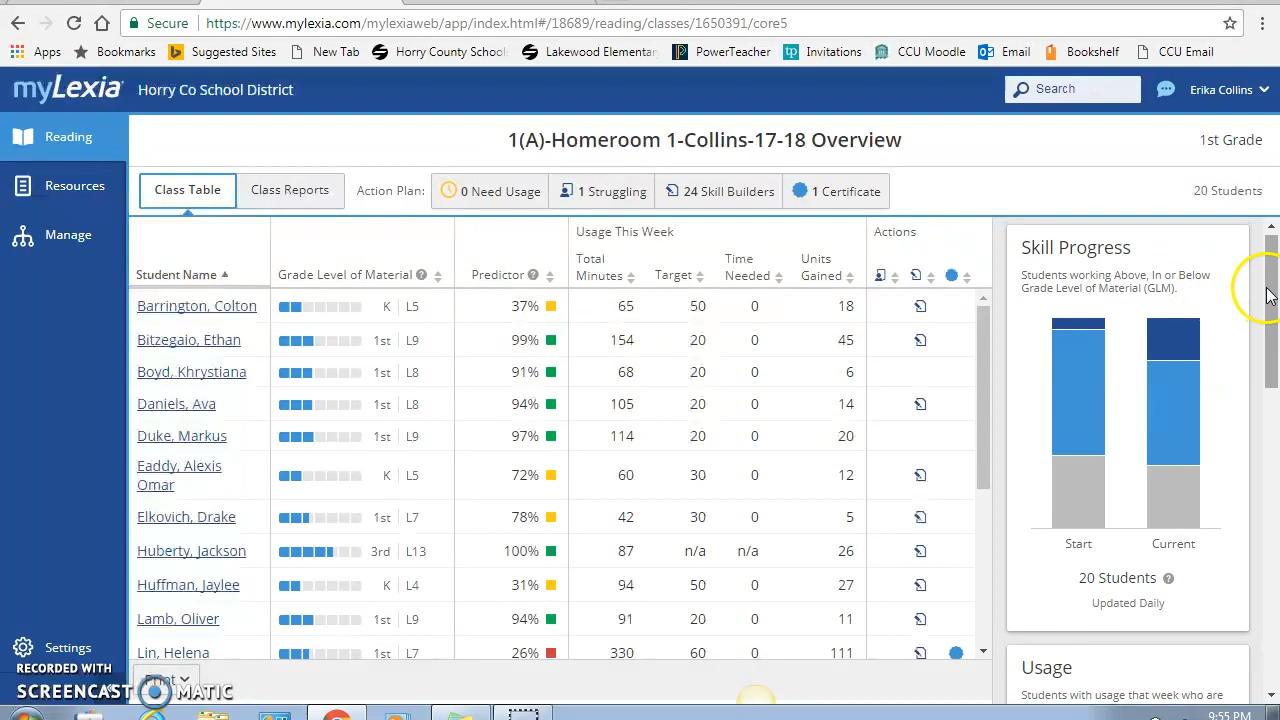 Secure https://www.mylexia.com/mylexiaweb/app/index.html#/18689/reading/classes/1650391/core5
Apps Bookmarks Suggested Sites New Tab Horry County School Lakewood Elementar PowerTeacher tp Invitations CCU Moodle Email Bookshelf CCU Email
myLexia Horry Co School District Search Erika Collins
Reading
Resources
Manage
1(A)-Homeroom 1-Collins-17-18 Overview 1st Grade
Class Table Class Reports Action Plan: 0 Need Usage 1 Struggling 24 Skill Builders 1 Certificate 20 Students
Usage This Week Actions
Student Name Grade Level of Material ? Predictor ? Total Minutes Target Time Needed Units Gained
Barrington, Colton K L5 37% 65 50 0 18
Bitzegaio, Ethan 1st L9 99% 154 20 0 45
Boyd, Khrystiana 1st L8 91% 68 20 0 6
Daniels, Ava 1st L8 94% 105 20 0 14
Duke, Markus 1st L9 97% 114 20 0 20
Eaddy, Alexis Omar K L5 72% 60 30 0 12
Elkovich, Drake 1st L7 78% 42 30 0 5
Huberty, Jackson 3rd L13 100% 87 n/a n/a 26
Huffman, Jaylee K L4 31% 94 50 0 27
Lamb, Oliver 1st L9 94% 91 20 0 11
Lin, Helena 1st L7 26% 330 60 0 111
Print
Skill Progress
Students working Above, In or Below
Grade Level of Material (GLM).
Start Current
20 Students ?
Updated Daily
Usage
Students with usage that week who are
Settings
RECORDED WITH
SCREENCAST MATIC
9:55 PM